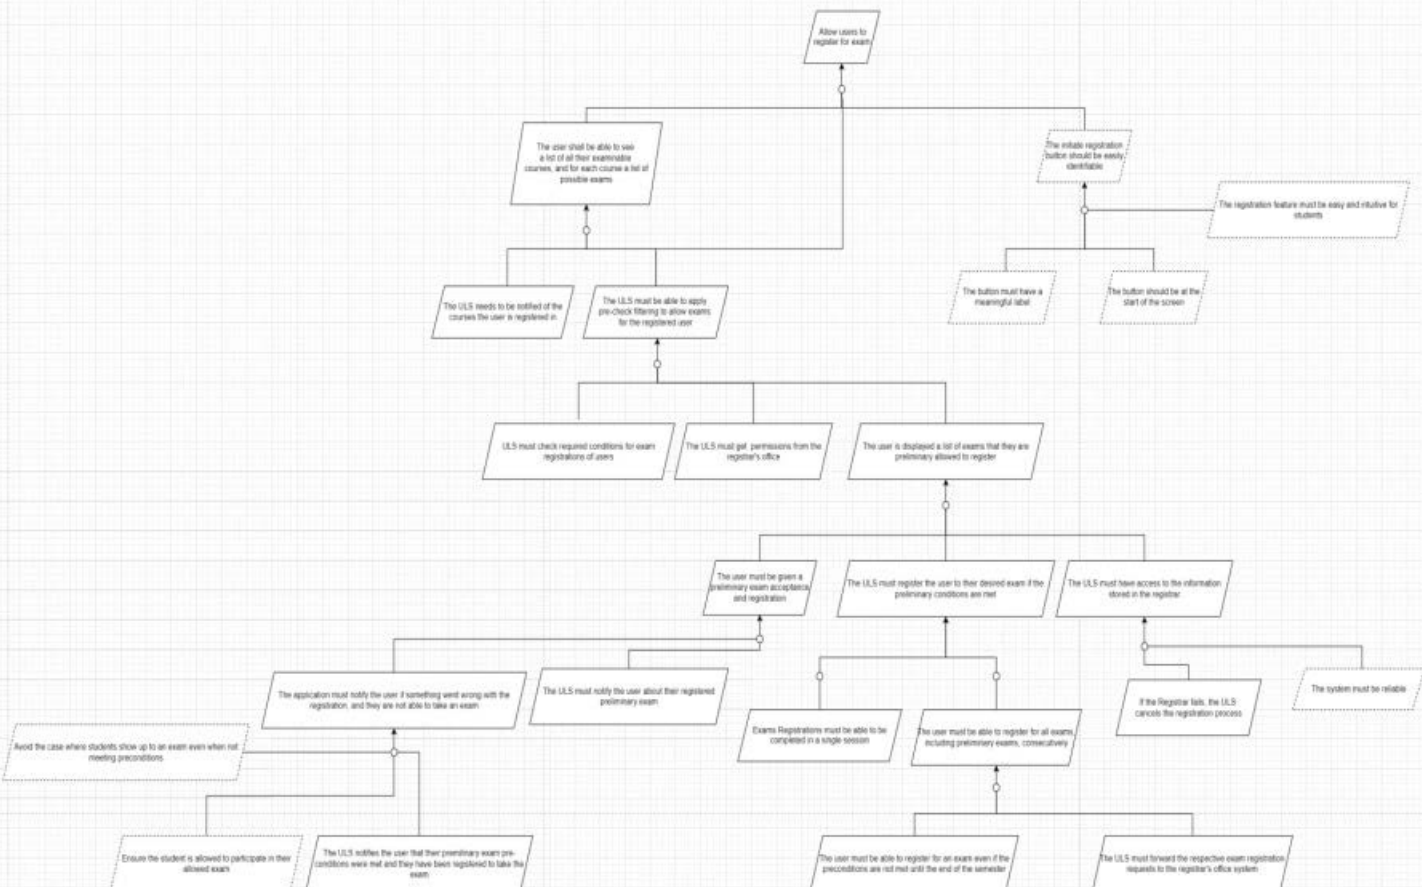 Allow users to
register for exam
The user shall be able to see
a list of all their examinable
courses, and for each course a list of
possible exams
The initiate registration
button should be easily
identifiable
The registration feature must be easy and intuitive for
students
The ULS needs to be notified of the
courses the user is registered in
The ULS must be able to apply
pre-check filtering to allow exams
for the registered user
The button must have a
meaningful label
The button should be at the
start of the screen
ULS must check required conditions for exam
registrations of users
The ULS must get permissions from the
registrar's office
The user is displayed a list of exams that they are
preliminary allowed to register
The user must be given a
preliminary exam acceptance
and registration
The ULS must register the user to their desired exam if the
preliminary conditions are met
The ULS must have access to the information
stored in the registrar
The application must notify the user if something went wrong with the
registration, and they are not able to take an exam
The ULS must notify the user about their registered
preliminary exam
If the Registrar fails, the ULS
cancels the registration process
The system must be reliable
Avoid the case where students show up to an exam even when not
meeting preconditions
Exams Registrations must be able to be
completed in a single session
The user must be able to register for all exams,
including preliminary exams, consecutively
Ensure the student is allowed to participate in their
allowed exam
The ULS notifies the user that their preminary exam pre-
conditions were met and they have been registered to take the
exam
The user must be able to register for an exam even if the
preconditions are not met until the end of the semester
The ULS must forward the respective exam registration
requests to the registrar's office system